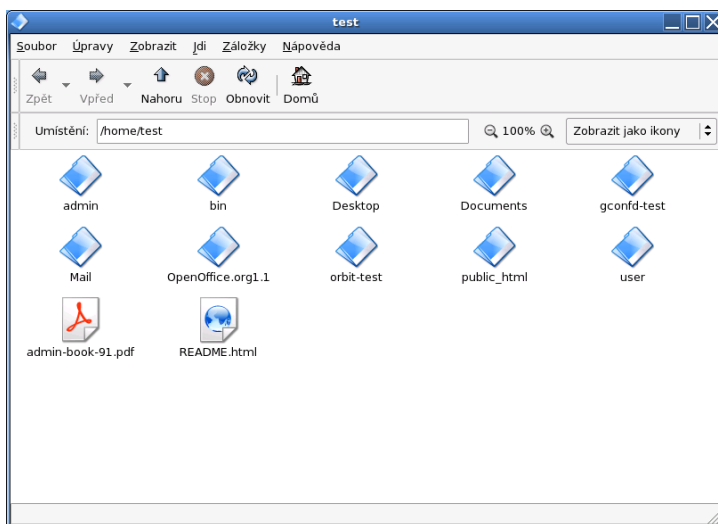 test
Soubor Úpravy Zobrazit Jdi Záložky Nápověda
Zpět Vpřed Nahoru Stop Obnovit Domů
Umístění: /home/test 100% Zobrazit jako ikony
admin bin Desktop Documents gconfd-test
Mail OpenOffice.org1.1 orbit-test public_html user
admin-book-91.pdf README.html